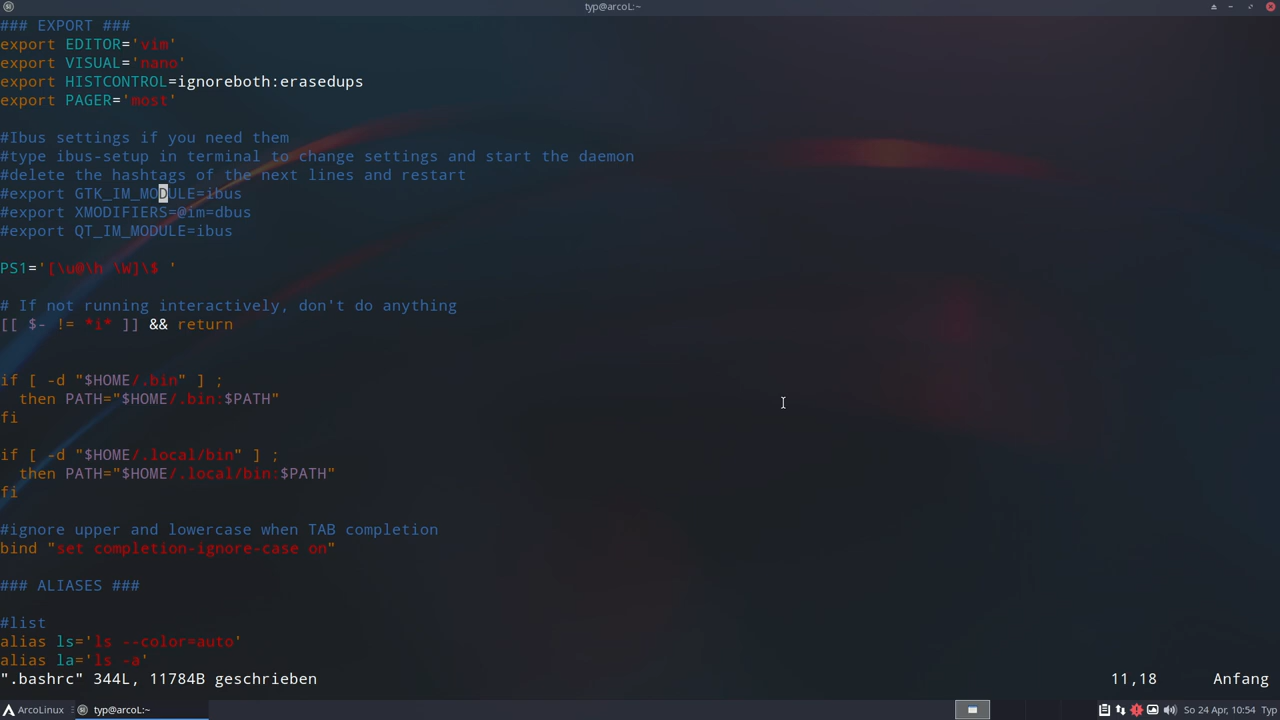 typ@arcoL:~
### EXPORT ###
export EDITOR='vim'
export VISUAL='nano'
export HISTCONTROL=ignoreboth:erasedups
export PAGER='most'
#Ibus settings if you need them
#type ibus-setup in terminal to change settings and start the daemon
#delete the hashtags of the next lines and restart
#export GTK_IM_MODULE=ibus
#export XMODIFIERS=@im=dbus
#export QT_IM_MODULE=ibus
PS1='[\u@\h \W]\$ '
# If not running interactively, don't do anything
[[ $- != *i* ]] && return
if [ -d "$HOME/.bin" ] ;
  then PATH="$HOME/.bin:$PATH"
fi
if [ -d "$HOME/.local/bin" ] ;
  then PATH="$HOME/.local/bin:$PATH"
fi
#ignore upper and lowercase when TAB completion
bind "set completion-ignore-case on"
### ALIASES ###
#list
alias ls='ls --color=auto'
alias la='ls -a'
".bashrc" 344L, 11784B geschrieben 11,18 Anfang
ArcoLinux typ@arcoL:~ So 24 Apr, 10:54 Typ